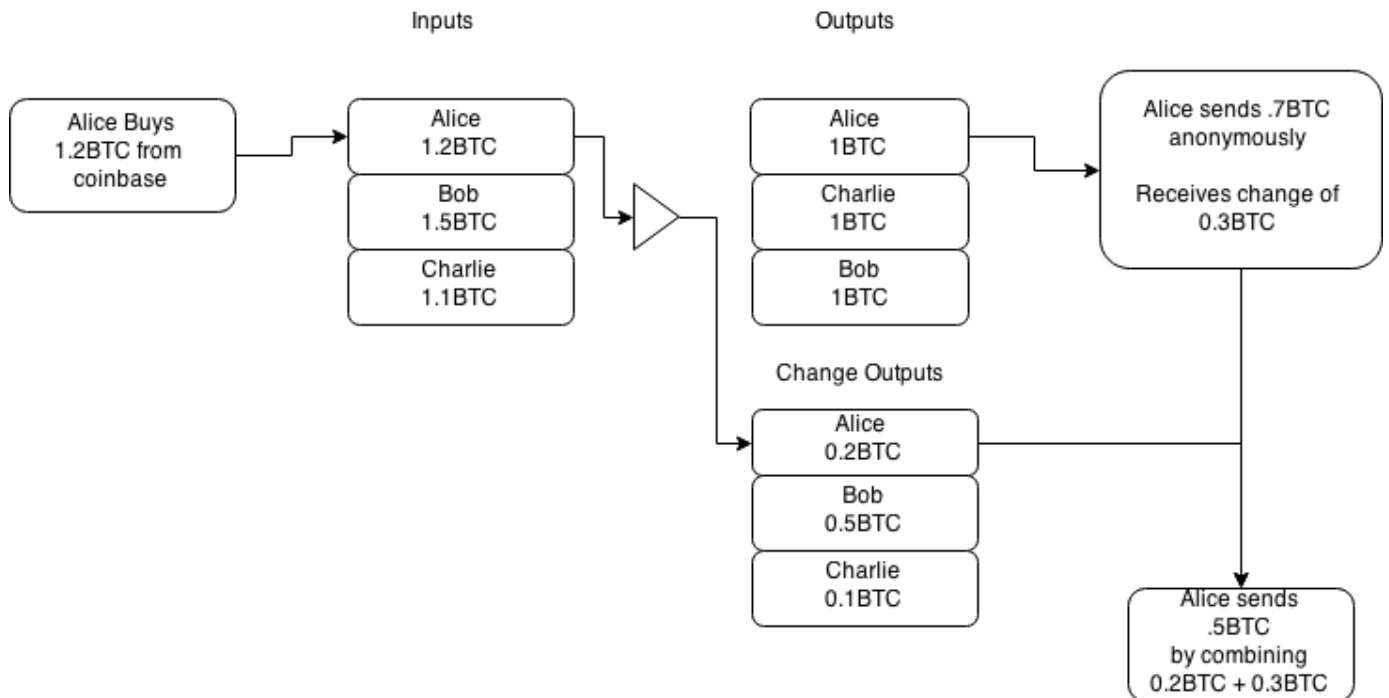 Inputs
Outputs
Alice Buys
1.2BTC from
coinbase
Alice
1.2BTC
Bob
1.5BTC
Charlie
1.1BTC
Alice
1BTC
Charlie
1BTC
Bob
1BTC
Alice sends .7BTC
anonymously
Receives change of
0.3BTC
Change Outputs
Alice
0.2BTC
Bob
0.5BTC
Charlie
0.1BTC
Alice sends
.5BTC
by combining
0.2BTC + 0.3BTC